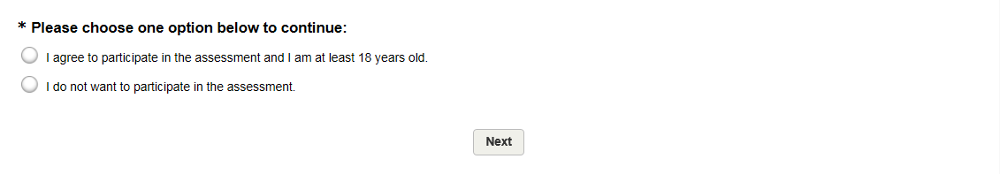 * Please choose one option below to continue:
I agree to participate in the assessment and I am at least 18 years old.
I do not want to participate in the assessment.
Next